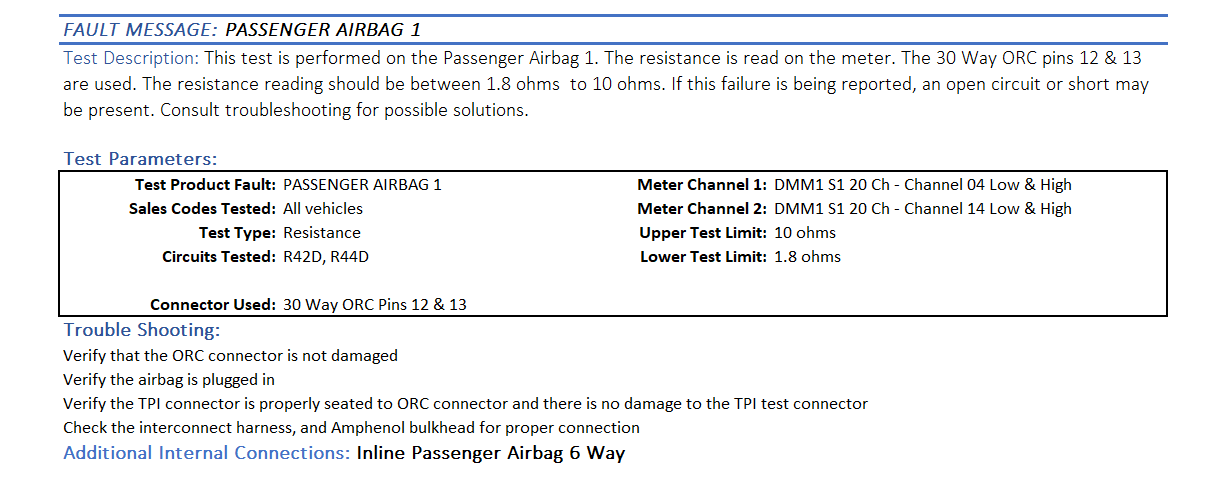 FAULT MESSAGE: PASSENGER AIRBAG 1
Test Description: This test is performed on the Passenger Airbag 1. The resistance is read on the meter. The 30 Way ORC pins 12 & 13
are used. The resistance reading should be between 1.8 ohms  to 10 ohms. If this failure is being reported, an open circuit or short may
be present. Consult troubleshooting for possible solutions.
Test Parameters:
Test Product Fault: PASSENGER AIRBAG 1 Meter Channel 1: DMM1 S1 20 Ch - Channel 04 Low & High
Sales Codes Tested: All vehicles Meter Channel 2: DMM1 S1 20 Ch - Channel 14 Low & High
Test Type: Resistance Upper Test Limit: 10 ohms
Circuits Tested: R42D, R44D Lower Test Limit: 1.8 ohms
Connector Used: 30 Way ORC Pins 12 & 13
Trouble Shooting:
Verify that the ORC connector is not damaged
Verify the airbag is plugged in
Verify the TPI connector is properly seated to ORC connector and there is no damage to the TPI test connector
Check the interconnect harness, and Amphenol bulkhead for proper connection
Additional Internal Connections: Inline Passenger Airbag 6 Way